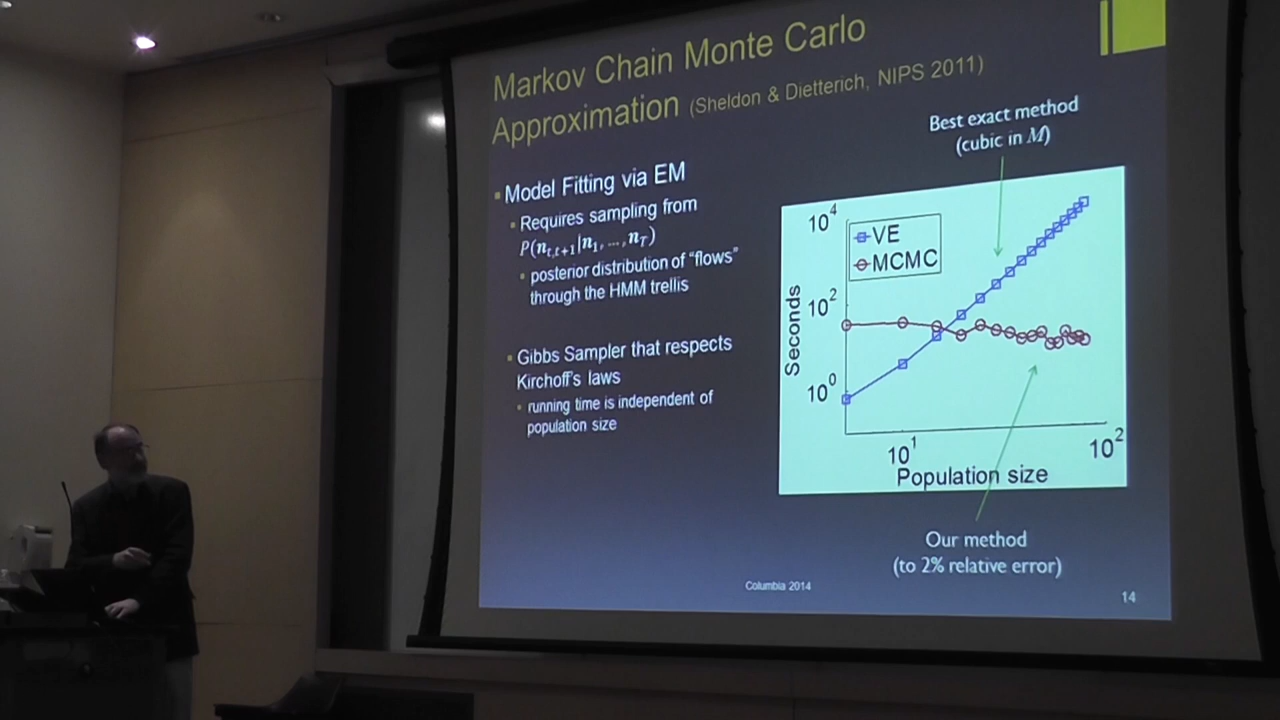 Markov Chain Monte Carlo
Approximation (Sheldon & Dietterich, NIPS 2011)
Model Fitting via EM
Requires sampling from
P(n_{t,t+1}|n_1, ..., n_T)
posterior distribution of “flows”
through the HMM trellis
Gibbs Sampler that respects
Kirchoff's laws
running time is independent of
population size
Best exact method
(cubic in M)
10^4
10^2
10^0
Seconds
VE
MCMC
10^1
10^2
Population size
Our method
(to 2% relative error)
Columbia 2014
14